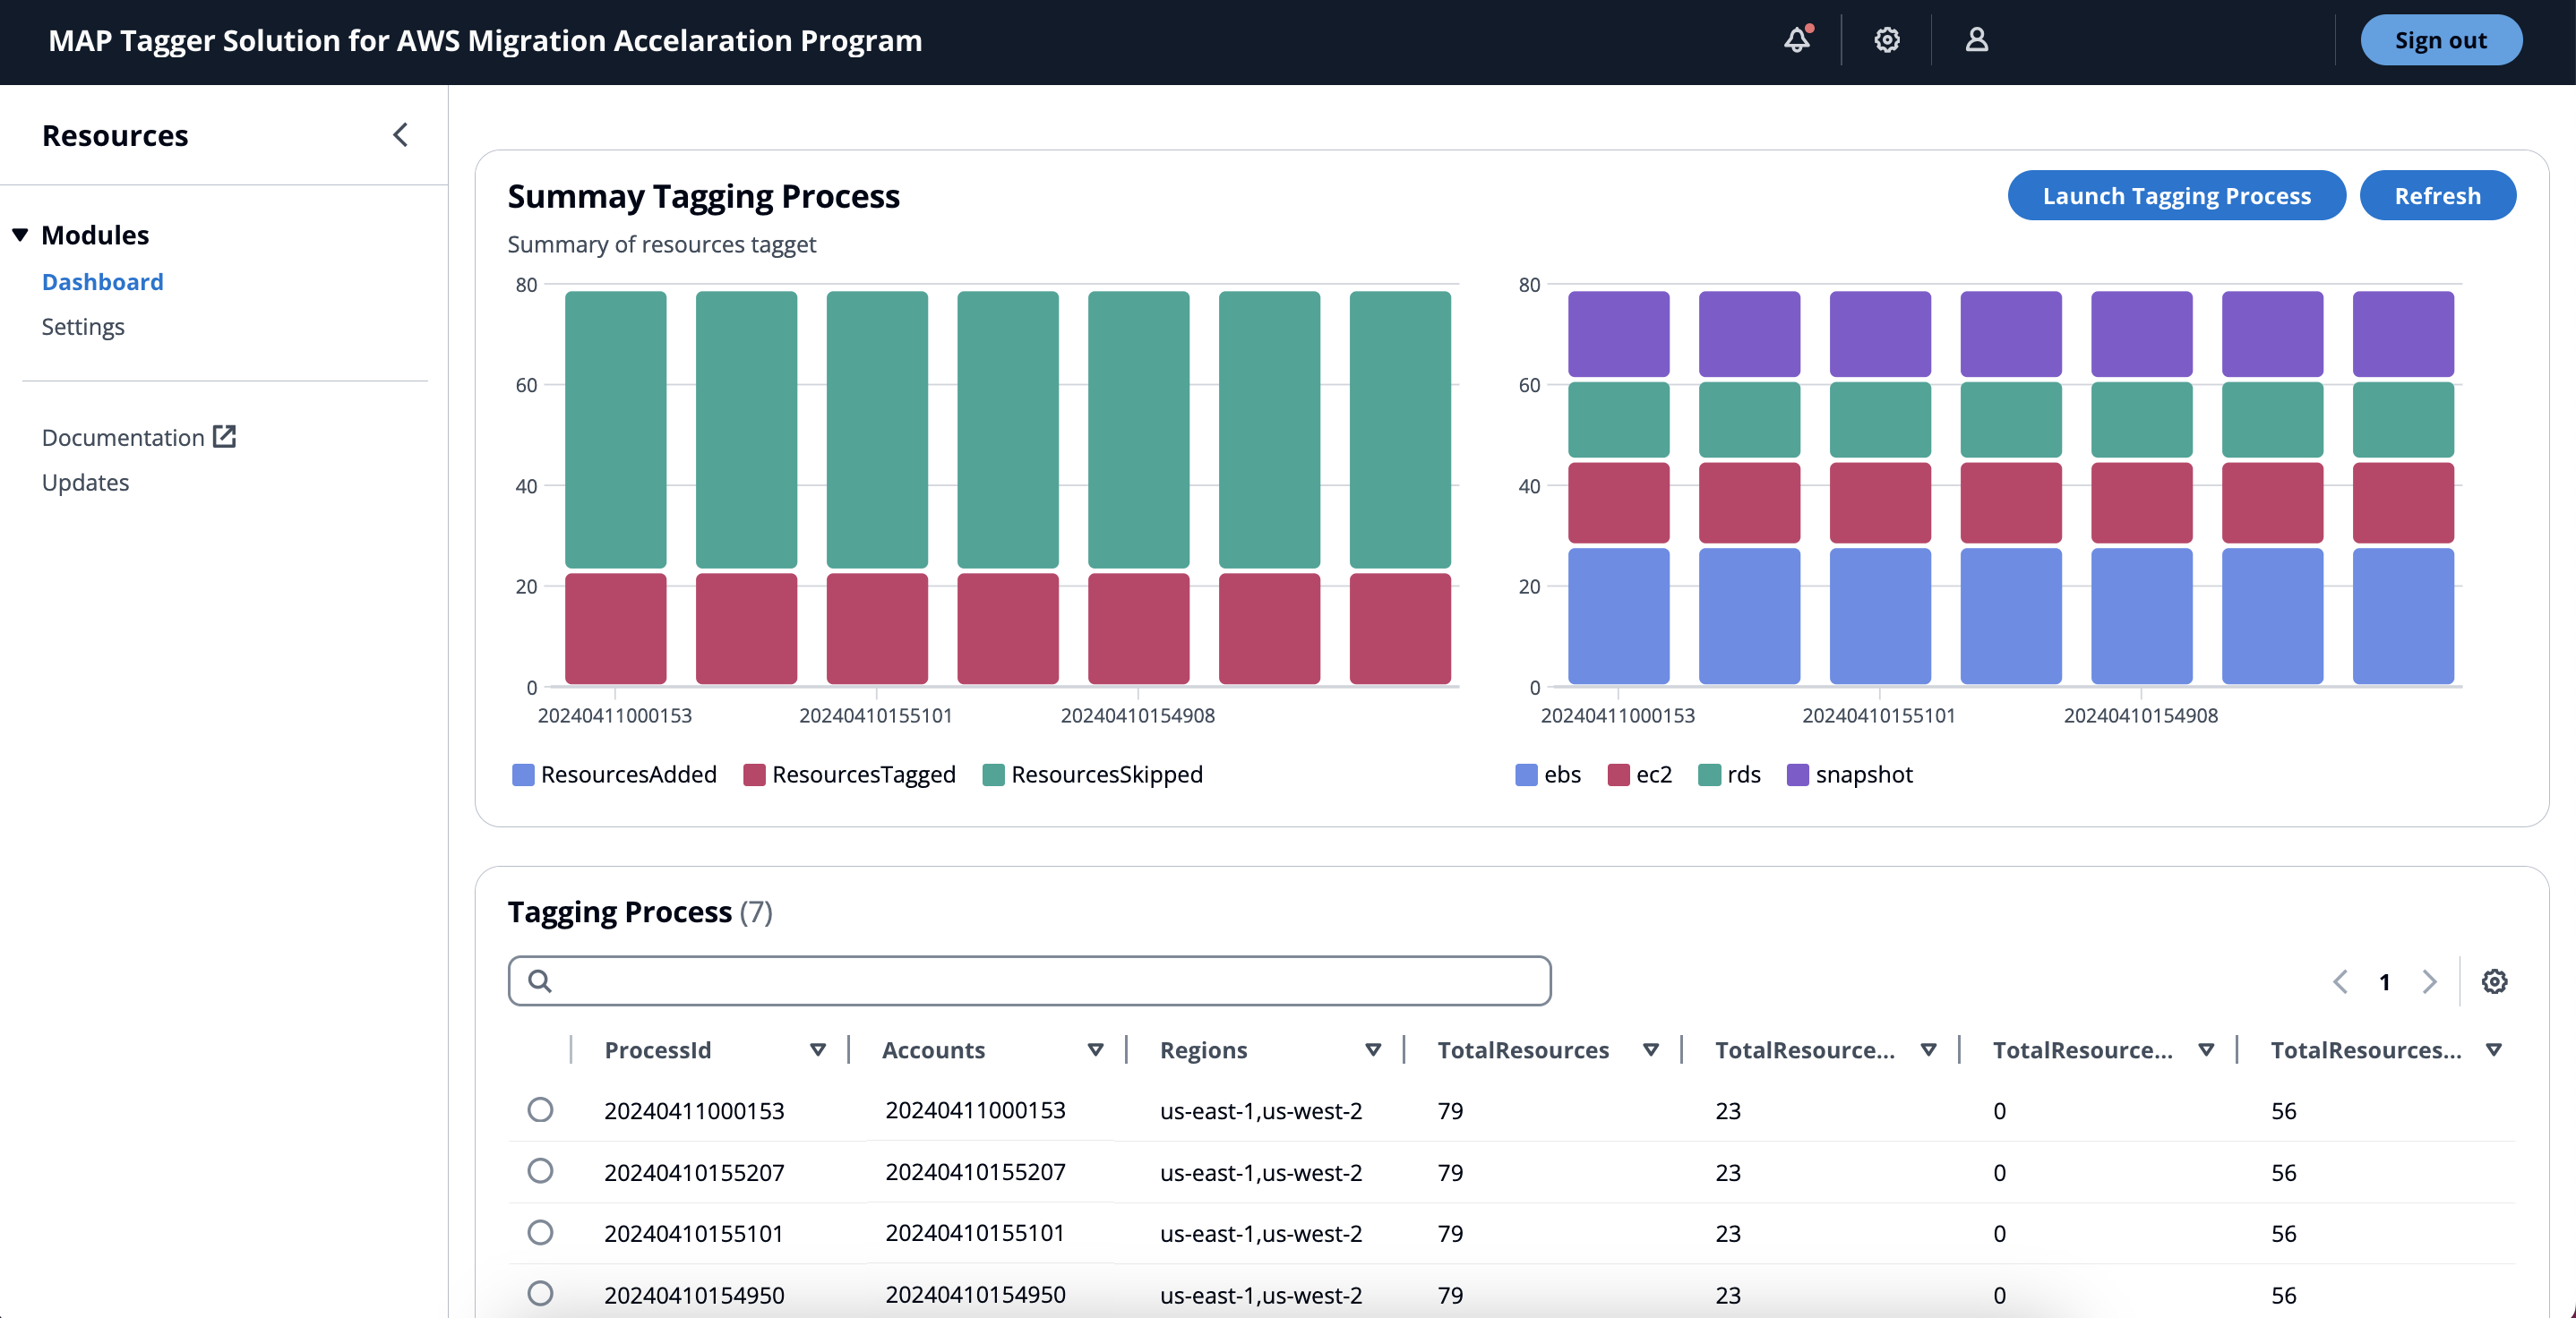 MAP Tagger Solution for AWS Migration Accelaration Program
Sign out
Resources
Modules
Dashboard
Settings
Documentation
Updates
Summay Tagging Process
Launch Tagging Process
Refresh
Summary of resources tagget
80
60
40
20
0
20240411000153
20240410155101
20240410154908
ResourcesAdded
ResourcesTagged
ResourcesSkipped
80
60
40
20
0
20240411000153
20240410155101
20240410154908
ebs
ec2
rds
snapshot
Tagging Process (7)
1
ProcessId Accounts Regions TotalResources TotalResource... TotalResource... TotalResources...
20240411000153 20240411000153 us-east-1,us-west-2 79 23 0 56
20240410155207 20240410155207 us-east-1,us-west-2 79 23 0 56
20240410155101 20240410155101 us-east-1,us-west-2 79 23 0 56
20240410154950 20240410154950 us-east-1,us-west-2 79 23 0 56